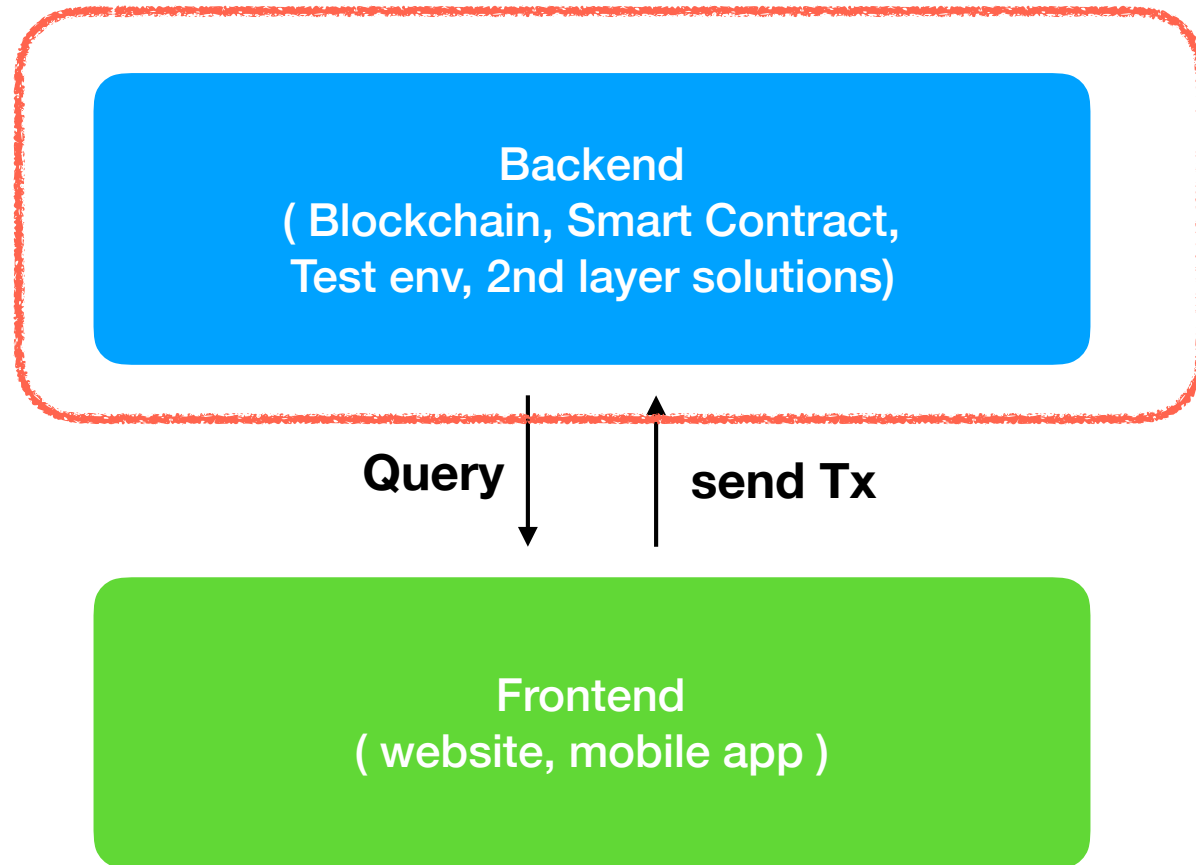 Backend
( Blockchain, Smart Contract,
Test env, 2nd layer solutions)
Query
send Tx
Frontend
( website, mobile app )